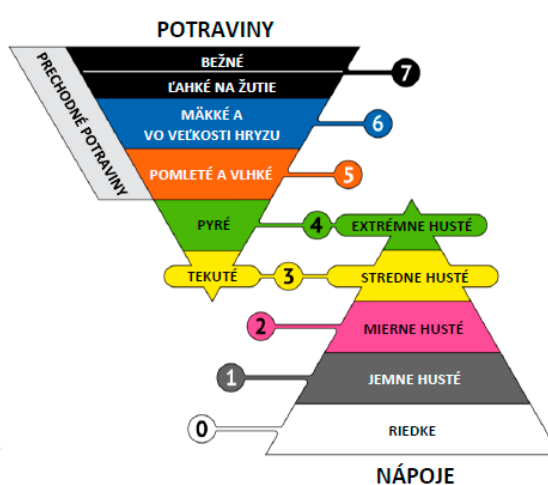 POTRAVINY
PRECHODNÉ POTRAVINY
BEŽNÉ
ĽAHKÉ NA ŽUTIE
7
MÄKKÉ A
VO VEĽKOSTI HRYZU
6
POMLETÉ A VLHKÉ
5
PYRÉ
4
EXTRÉMNE HUSTÉ
TEKUTÉ
3
STREDNE HUSTÉ
2
MIERNE HUSTÉ
1
JEMNE HUSTÉ
0
RIEDKE
NÁPOJE